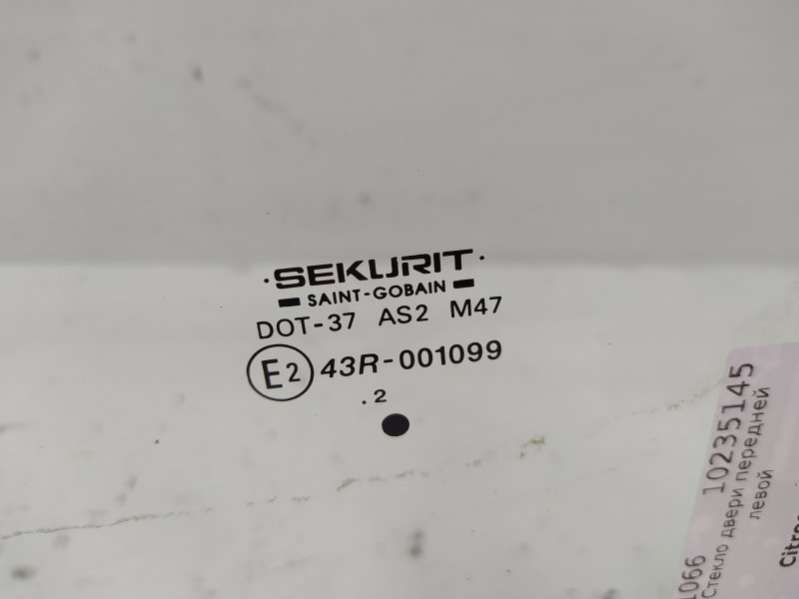 SEKURIT
SAINT-GOBAIN
DOT-37 AS2 M47
E2 43R-001099
.2
10235145
Стекло двери передней
левой